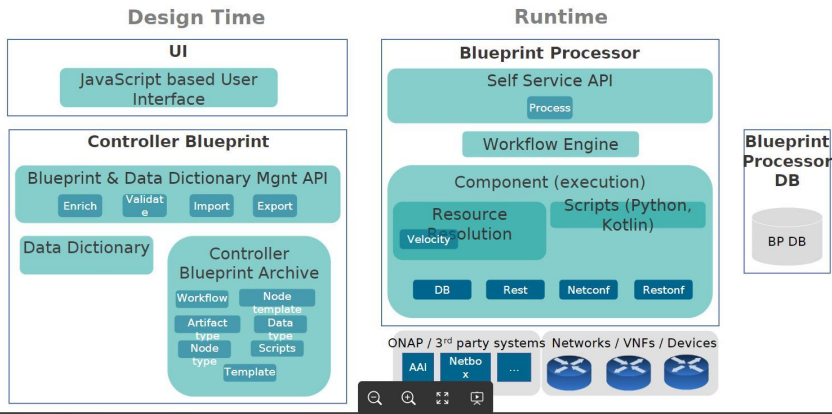 Design Time
UI
JavaScript based User
Interface
Controller Blueprint
Blueprint & Data Dictionary Mgnt API
Enrich
Validat
e
Import
Export
Data Dictionary
Controller
Blueprint Archive
Workflow
Node
template
Artifact
type
Data type
Node
type
Scripts
Template
Runtime
Blueprint Processor
Self Service API
Process
Workflow Engine
Component (execution)
Resource
Resolution
Velocity
Scripts (Python,
Kotlin)
DB
Rest
Netconf
Restonf
ONAP / 3rd party systems
AAI
Netbo
x
...
Networks / VNFs / Devices
Blueprint
Processor
DB
BP DB